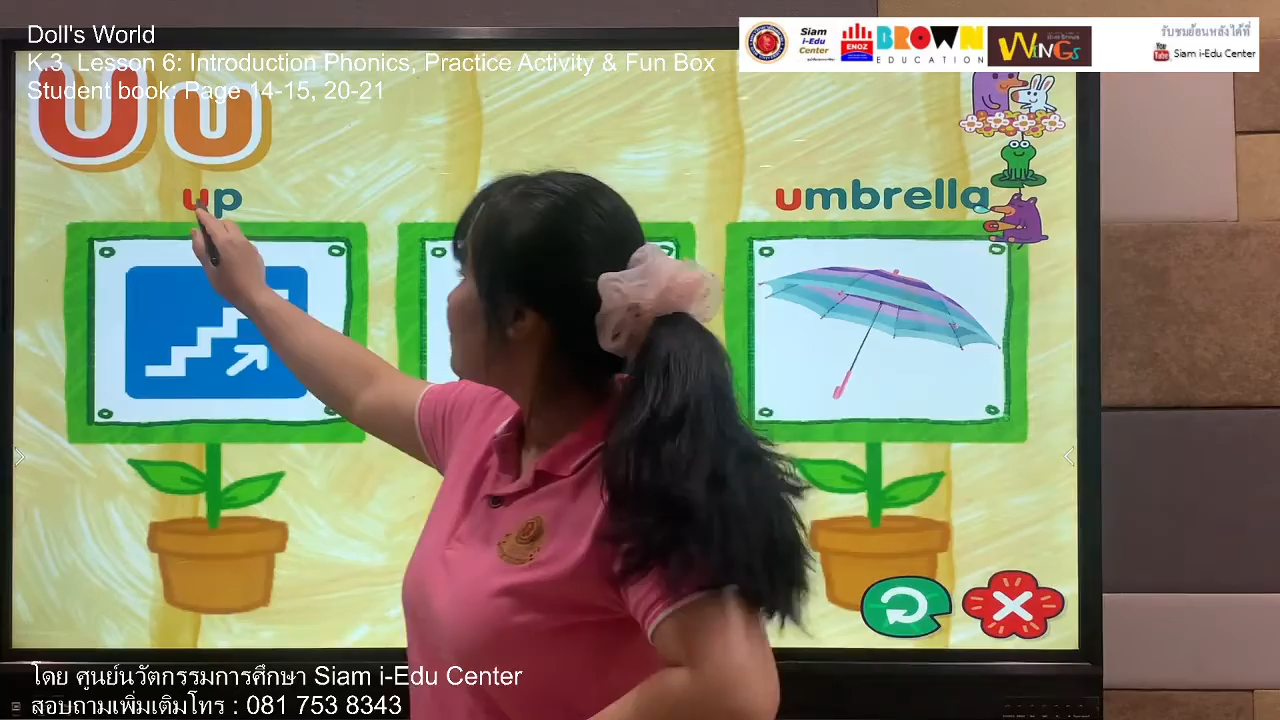 Doll's World
K.3 Lesson 6: Introduction Phonics, Practice Activity & Fun Box
Student book: Page 14-15, 20-21
Siam
i-Edu
Center
ENOZ
BROWN
EDUCATION
WiNGs
รับชมย้อนหลังได้ที่
You Tube Siam i-Edu Center
U u
up
umbrella
โดย ศูนย์นวัตกรรมการศึกษา Siam i-Edu Center
สอบถามเพิ่มเติมโทร : 081 753 8343